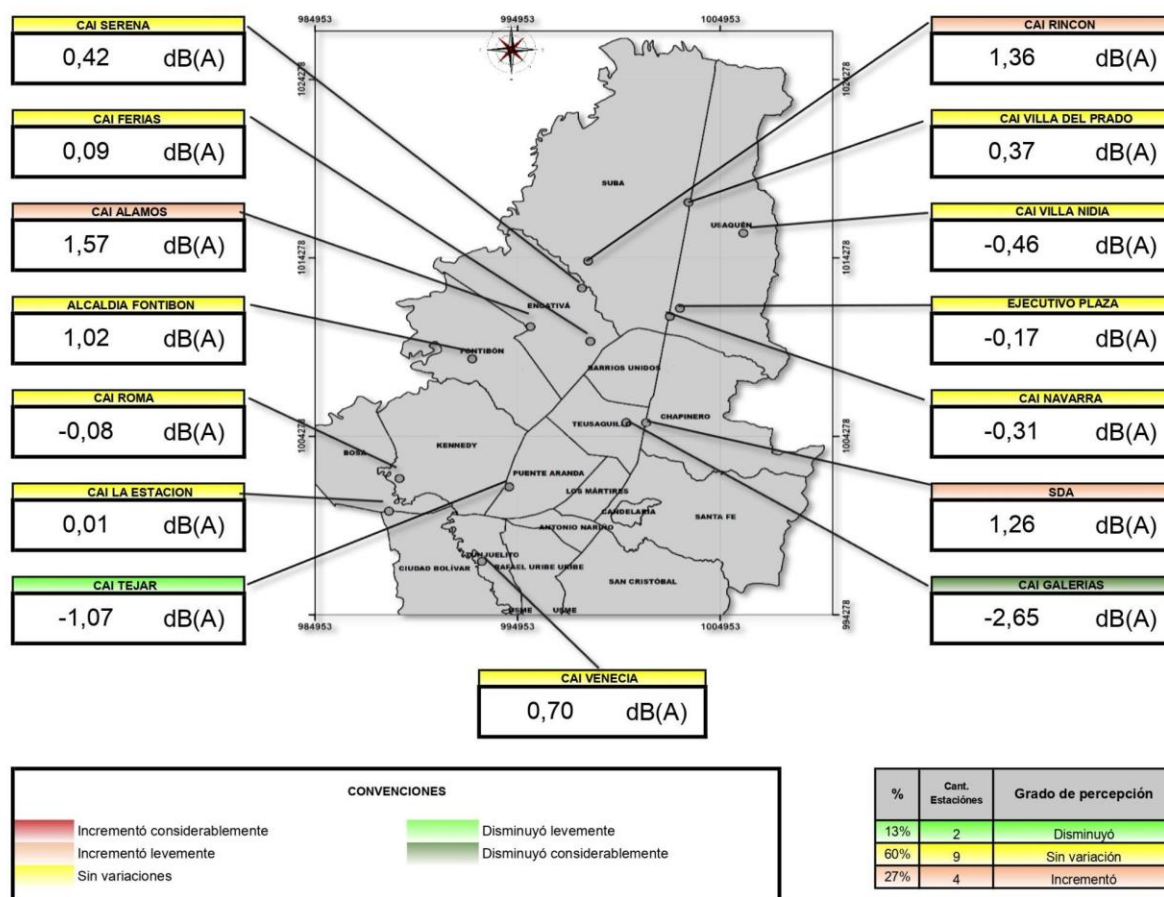 984953
994953
1004953
CAI SERENA
0,42 dB(A)
CAI FERIAS
0,09 dB(A)
CAI ALAMOS
1,57 dB(A)
ALCALDIA FONTIBON
1,02 dB(A)
CAI ROMA
-0,08 dB(A)
CAI LA ESTACION
0,01 dB(A)
CAI TEJAR
-1,07 dB(A)
1024278
1014278
1004278
SUBA
USAQUÉN
ENGATIVÁ
FONTIBÓN
BARRIOS UNIDOS
CHAPINERO
TEUSAQUILLO
KENNEDY
BOSA
PUENTE ARANDA
LOS MÁRTIRES
CANDELARIA
SANTA FE
ANTONIO NARIÑO
TUNJUELITO
CIUDAD BOLÍVAR
RAFAEL URIBE URIBE
SAN CRISTÓBAL
USME
USME
1024278
1014278
1004278
994278
984953
994953
1004953
CAI RINCON
1,36 dB(A)
CAI VILLA DEL PRADO
0,37 dB(A)
CAI VILLA NIDIA
-0,46 dB(A)
EJECUTIVO PLAZA
-0,17 dB(A)
CAI NAVARRA
-0,31 dB(A)
SDA
1,26 dB(A)
CAI GALERIAS
-2,65 dB(A)
CAI VENECIA
0,70 dB(A)
CONVENCIONES
Incrementó considerablemente
Incrementó levemente
Sin variaciones
Disminuyó levemente
Disminuyó considerablemente
% Cant. Estaciónes Grado de percepción
13% 2 Disminuyó
60% 9 Sin variación
27% 4 Incrementó